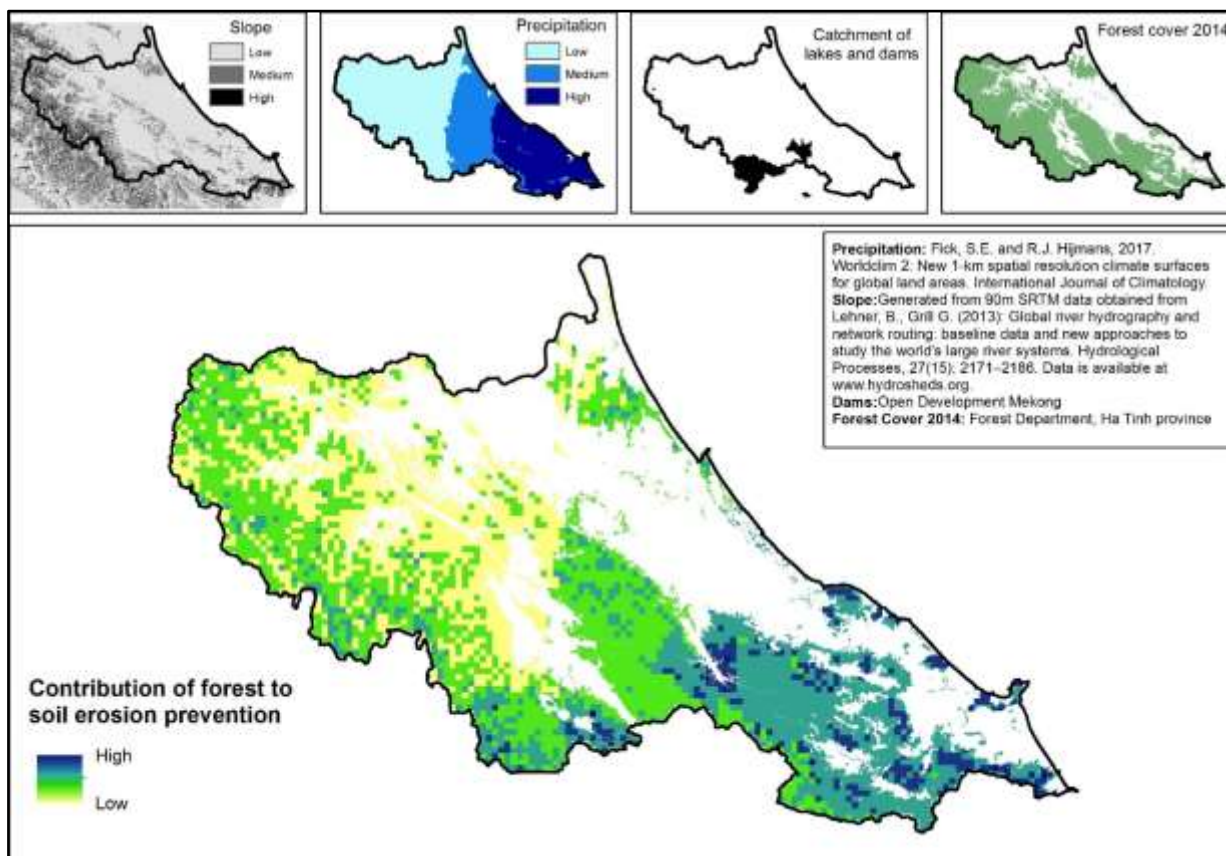 Slope
Low
Medium
High
Precipitation
Low
Medium
High
Catchment of
lakes and dams
Forest cover 2014
Precipitation: Fick, S.E. and R.J. Hijmans, 2017.
Worldclim 2: New 1-km spatial resolution climate surfaces
for global land areas. International Journal of Climatology.
Slope:Generated from 90m SRTM data obtained from
Lehner, B., Grill G. (2013): Global river hydrography and
network routing: baseline data and new approaches to
study the world's large river systems. Hydrological
Processes, 27(15): 2171–2186. Data is available at
www.hydrosheds.org.
Dams:Open Development Mekong
Forest Cover 2014: Forest Department, Ha Tinh province
Contribution of forest to
soil erosion prevention
High
Low